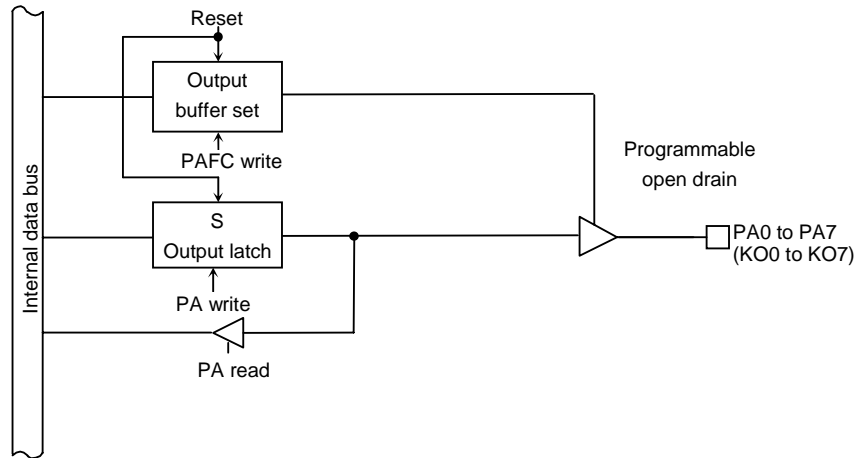 Reset
Output
buffer set
PAFC write
Programmable
open drain
Internal data bus
S
Output latch
PA0 to PA7
(KO0 to KO7)
PA write
PA read